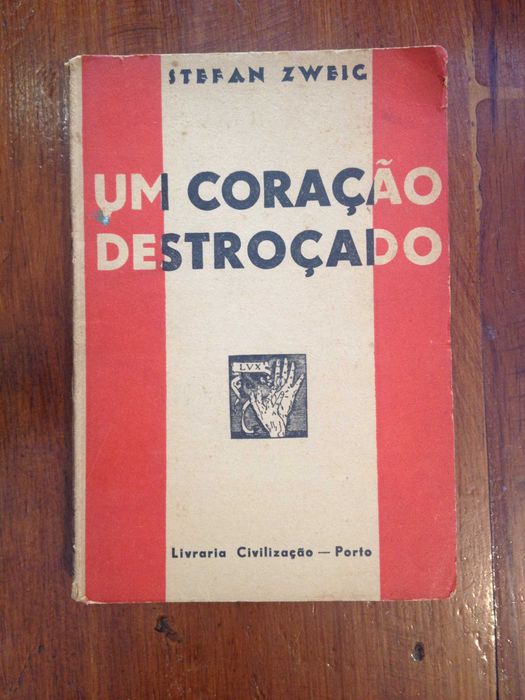 STEFAN ZWEIG
UM CORAÇÃO
DESTROÇADO
LVX
Livraria Civilização — Porto